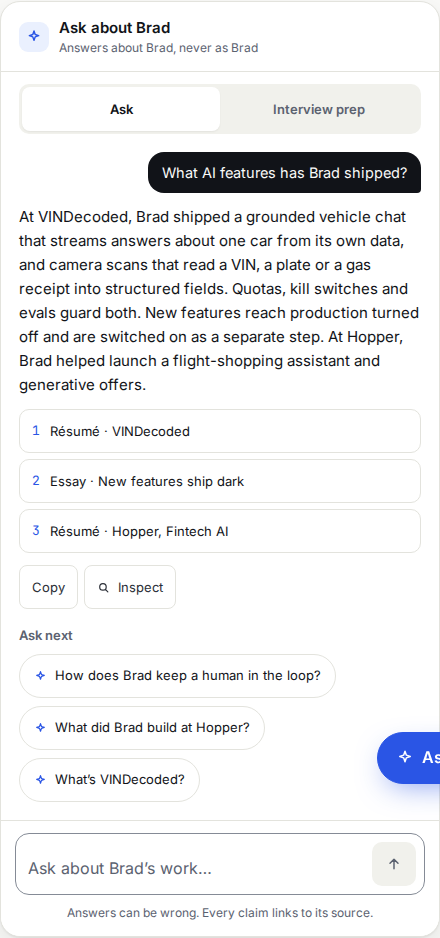 Ask about Brad
Answers about Brad, never as Brad
Ask
Interview prep
What AI features has Brad shipped?
At VINDecoded, Brad shipped a grounded vehicle chat
that streams answers about one car from its own data,
and camera scans that read a VIN, a plate or a gas
receipt into structured fields. Quotas, kill switches and
evals guard both. New features reach production turned
off and are switched on as a separate step. At Hopper,
Brad helped launch a flight-shopping assistant and
generative offers.
1 Résumé · VINDecoded
2 Essay · New features ship dark
3 Résumé · Hopper, Fintech AI
Copy
Inspect
Ask next
How does Brad keep a human in the loop?
What did Brad build at Hopper?
What's VINDecoded?
As
Ask about Brad's work...
Answers can be wrong. Every claim links to its source.